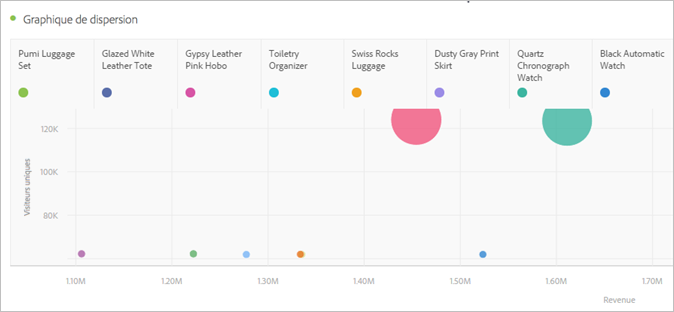 Graphique de dispersion
Pumi Luggage
Set
Glazed White
Leather Tote
Gypsy Leather
Pink Hobo
Toiletry
Organizer
Swiss Rocks
Luggage
Dusty Gray Print
Skirt
Quartz
Chronograph
Watch
Black Automatic
Watch
120K
100K
80K
Visiteurs uniques
1.10M 1.20M 1.30M 1.40M 1.50M 1.60M 1.70M
Revenue